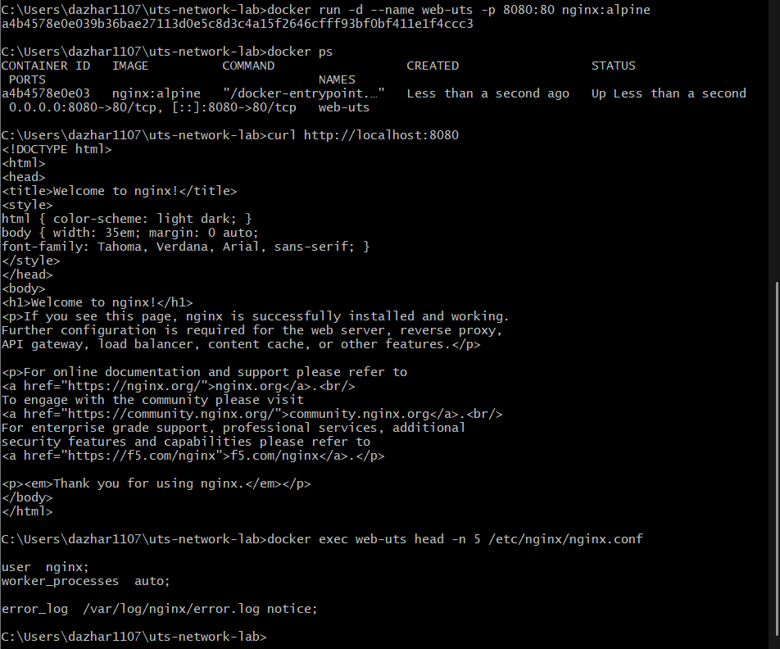 C:\Users\dazhar1107\uts-network-lab>docker run -d --name web-uts -p 8080:80 nginx:alpine
a4b4578e0e039b36bae27113d0e5c8d3c4a15f2646cfff93bf0bf411e1f4ccc3

C:\Users\dazhar1107\uts-network-lab>docker ps
CONTAINER ID   IMAGE          COMMAND                  CREATED                  STATUS
 PORTS                                     NAMES
a4b4578e0e03   nginx:alpine   "/docker-entrypoint.…"   Less than a second ago   Up Less than a second
 0.0.0.0:8080->80/tcp, [::]:8080->80/tcp   web-uts

C:\Users\dazhar1107\uts-network-lab>curl http://localhost:8080
<!DOCTYPE html>
<html>
<head>
<title>Welcome to nginx!</title>
<style>
html { color-scheme: light dark; }
body { width: 35em; margin: 0 auto;
font-family: Tahoma, Verdana, Arial, sans-serif; }
</style>
</head>
<body>
<h1>Welcome to nginx!</h1>
<p>If you see this page, nginx is successfully installed and working.
Further configuration is required for the web server, reverse proxy,
API gateway, load balancer, content cache, or other features.</p>

<p>For online documentation and support please refer to
<a href="https://nginx.org/">nginx.org</a>.<br/>
To engage with the community please visit
<a href="https://community.nginx.org/">community.nginx.org</a>.<br/>
For enterprise grade support, professional services, additional
security features and capabilities please refer to
<a href="https://f5.com/nginx">f5.com/nginx</a>.</p>

<p><em>Thank you for using nginx.</em></p>
</body>
</html>

C:\Users\dazhar1107\uts-network-lab>docker exec web-uts head -n 5 /etc/nginx/nginx.conf

user  nginx;
worker_processes  auto;

error_log  /var/log/nginx/error.log notice;

C:\Users\dazhar1107\uts-network-lab>